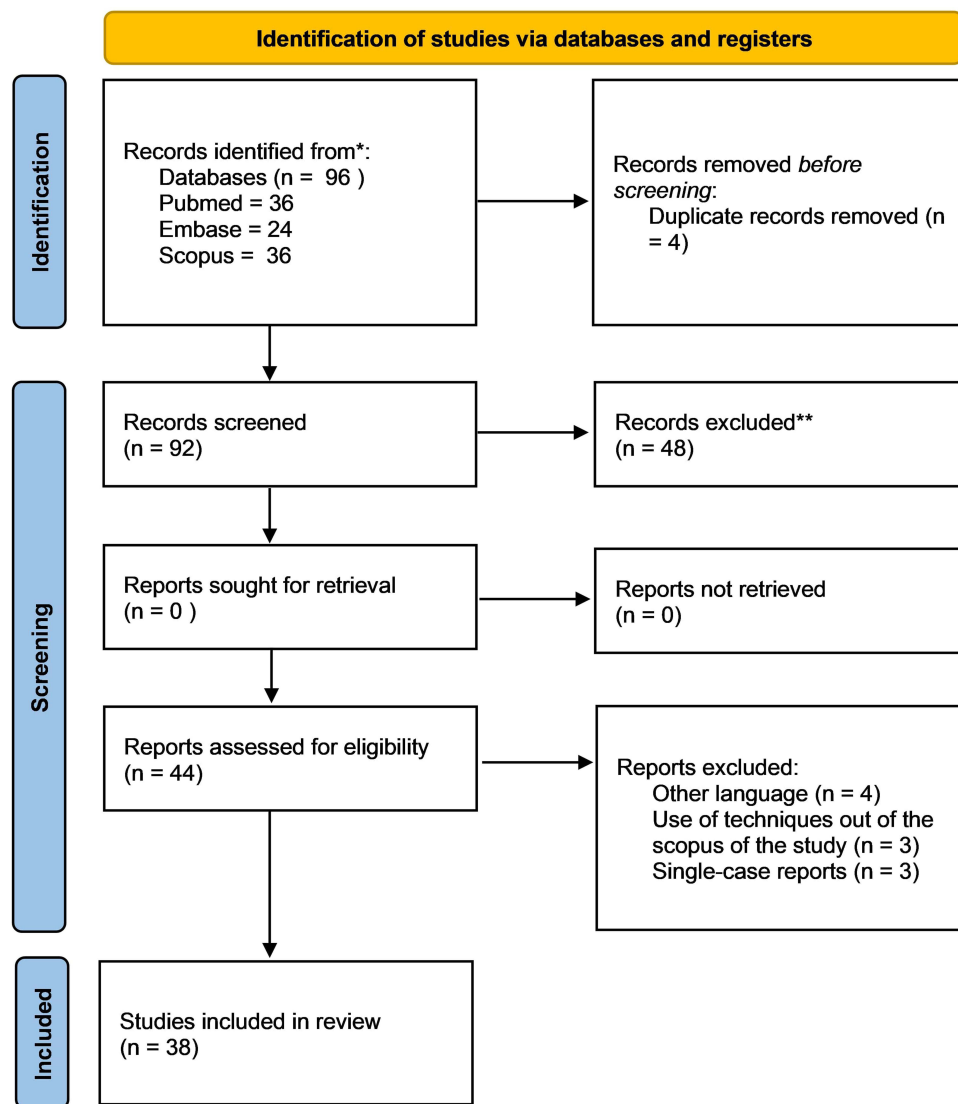 Identification of studies via databases and registers
Identification
Records identified from*:
Databases (n = 96 )
Pubmed = 36
Embase = 24
Scopus = 36
Records removed before
screening:
Duplicate records removed (n
= 4)
Screening
Records screened
(n = 92)
Records excluded**
(n = 48)
Reports sought for retrieval
(n = 0 )
Reports not retrieved
(n = 0)
Reports assessed for eligibility
(n = 44)
Reports excluded:
Other language (n = 4)
Use of techniques out of the
scopus of the study (n = 3)
Single-case reports (n = 3)
Included
Studies included in review
(n = 38)